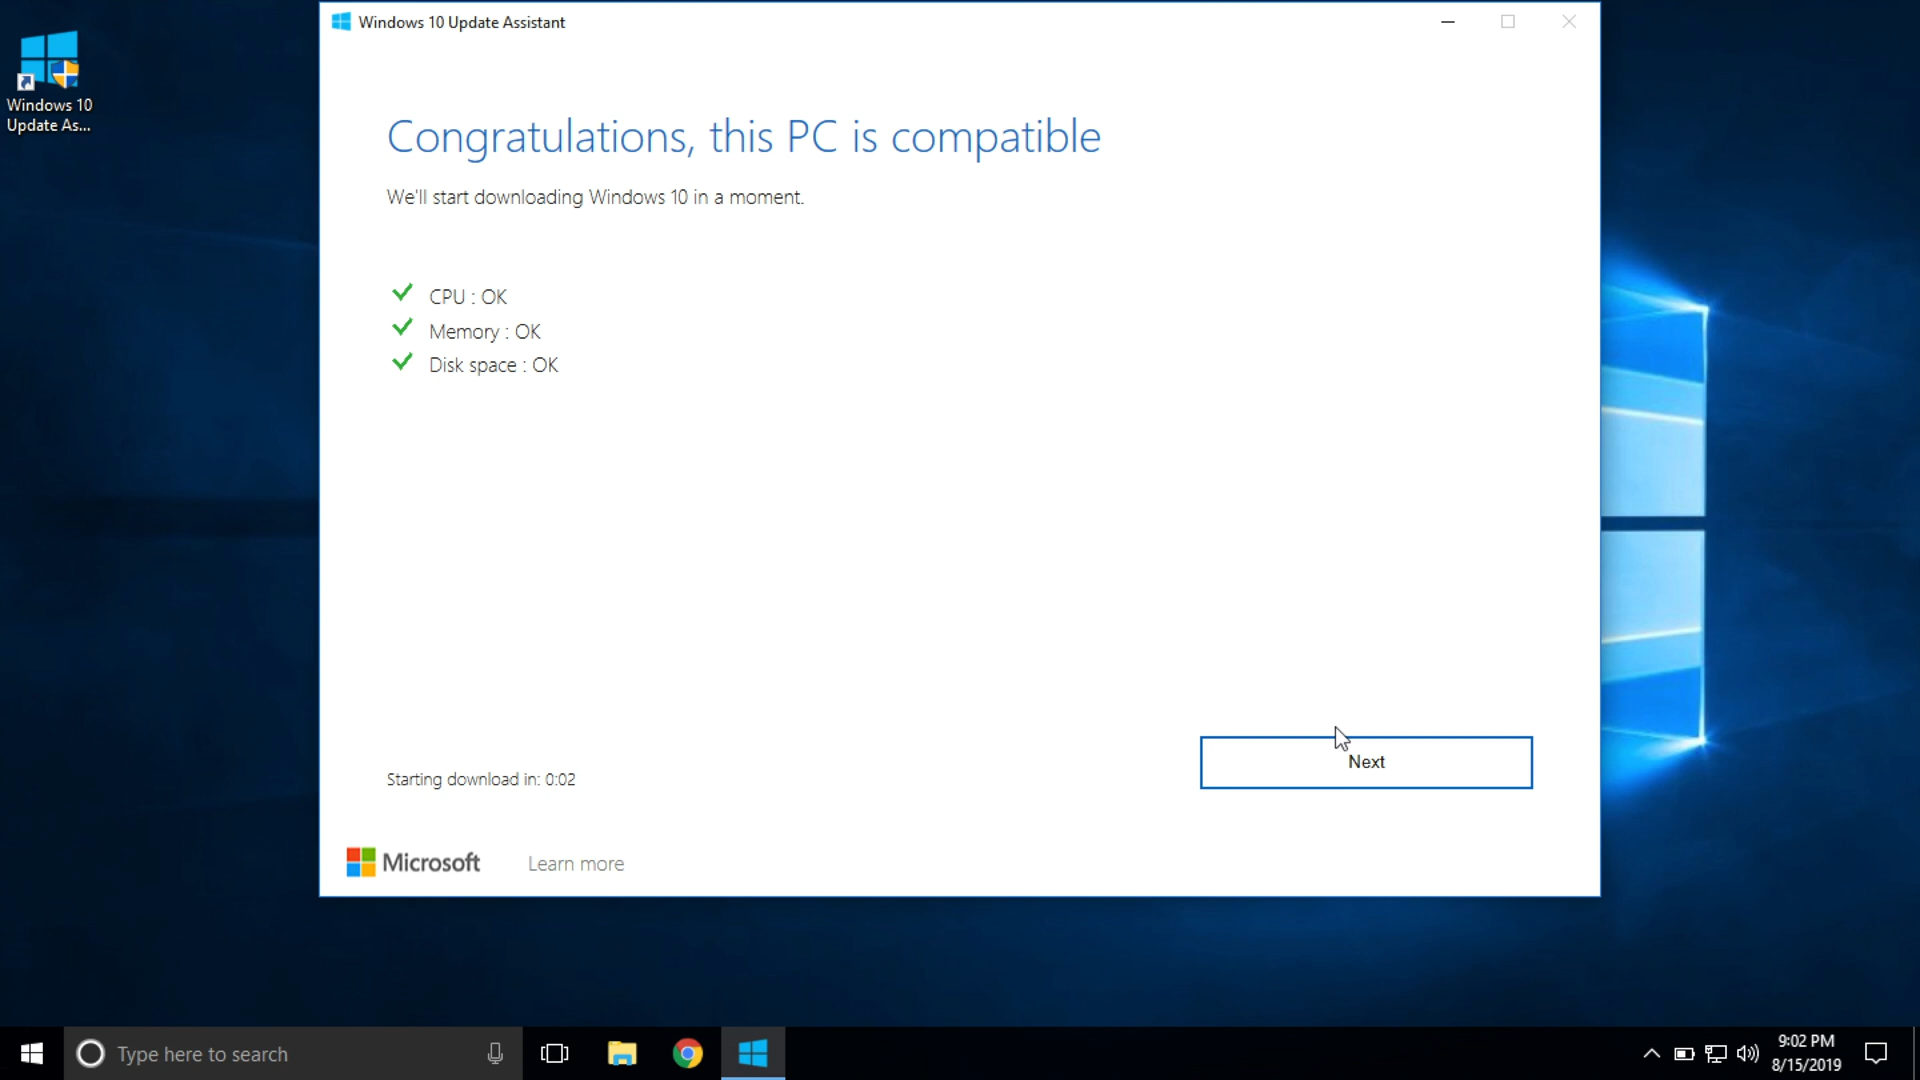 Windows 10 Update Assistant
Windows 10
Update As...
Congratulations, this PC is compatible
We'll start downloading Windows 10 in a moment.
CPU : OK
Memory : OK
Disk space : OK
Next
Starting download in: 0:02
Microsoft
Learn more
Type here to search
9:02 PM
8/15/2019